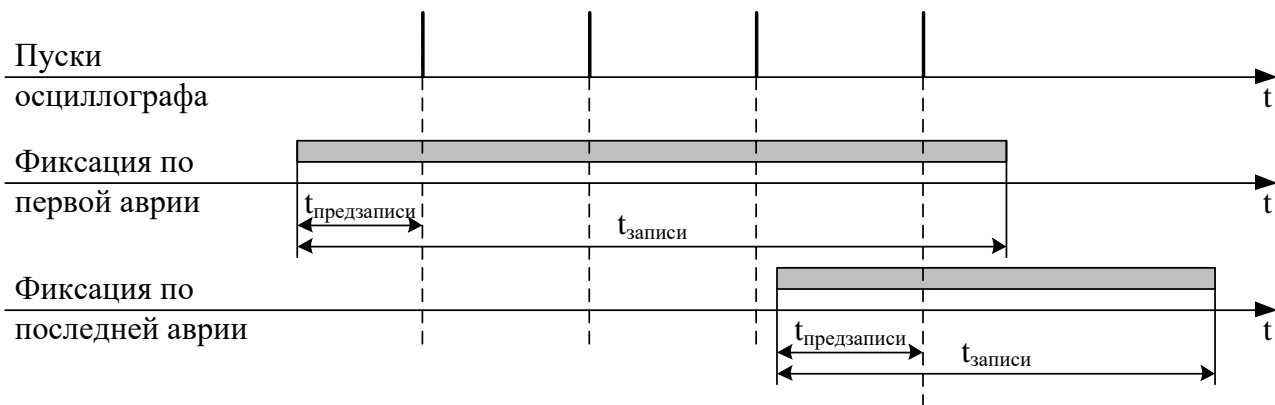 Пуски
осциллографа
t
Фиксация по
первой аврии
t
tпредзаписи
tзаписи
Фиксация по
последней аврии
t
tпредзаписи
tзаписи